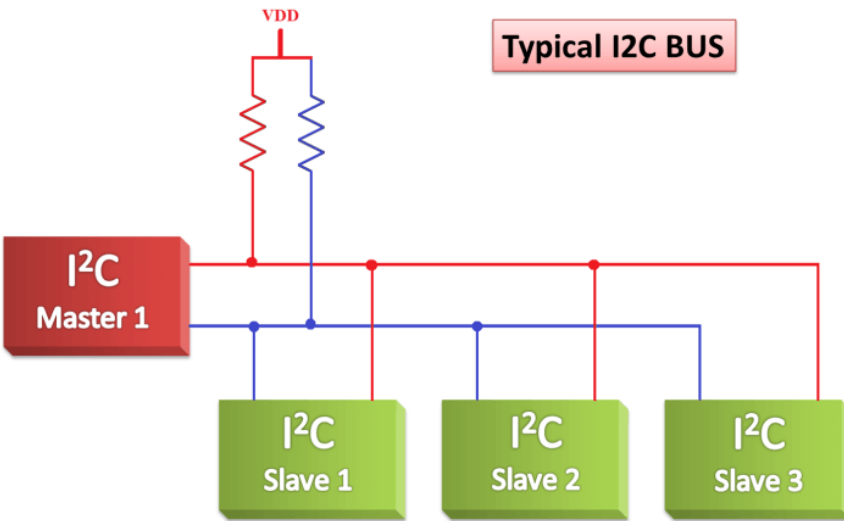 VDD
Typical I2C BUS
I²C
Master 1
I²C
Slave 1
I²C
Slave 2
I²C
Slave 3